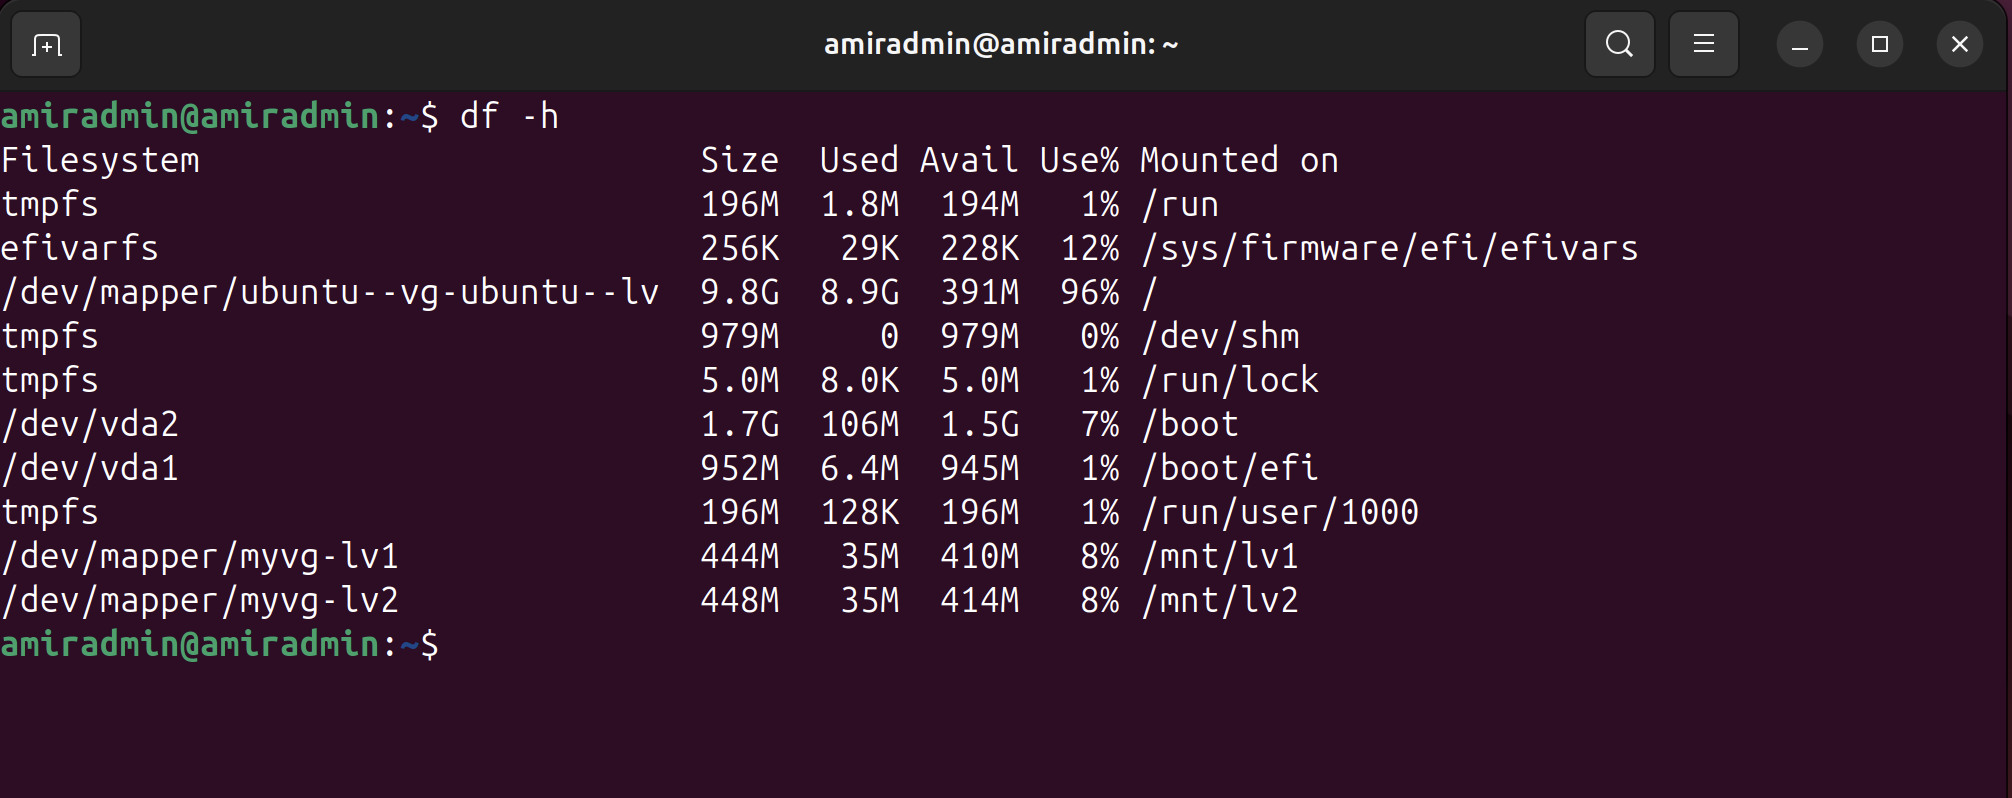 amiradmin@amiradmin: ~
amiradmin@amiradmin:~$ df -h
Filesystem                         Size  Used Avail Use% Mounted on
tmpfs                              196M  1.8M  194M   1% /run
efivarfs                           256K   29K  228K  12% /sys/firmware/efi/efivars
/dev/mapper/ubuntu--vg-ubuntu--lv  9.8G  8.9G  391M  96% /
tmpfs                              979M     0  979M   0% /dev/shm
tmpfs                              5.0M  8.0K  5.0M   1% /run/lock
/dev/vda2                          1.7G  106M  1.5G   7% /boot
/dev/vda1                          952M  6.4M  945M   1% /boot/efi
tmpfs                              196M  128K  196M   1% /run/user/1000
/dev/mapper/myvg-lv1               444M   35M  410M   8% /mnt/lv1
/dev/mapper/myvg-lv2               448M   35M  414M   8% /mnt/lv2
amiradmin@amiradmin:~$